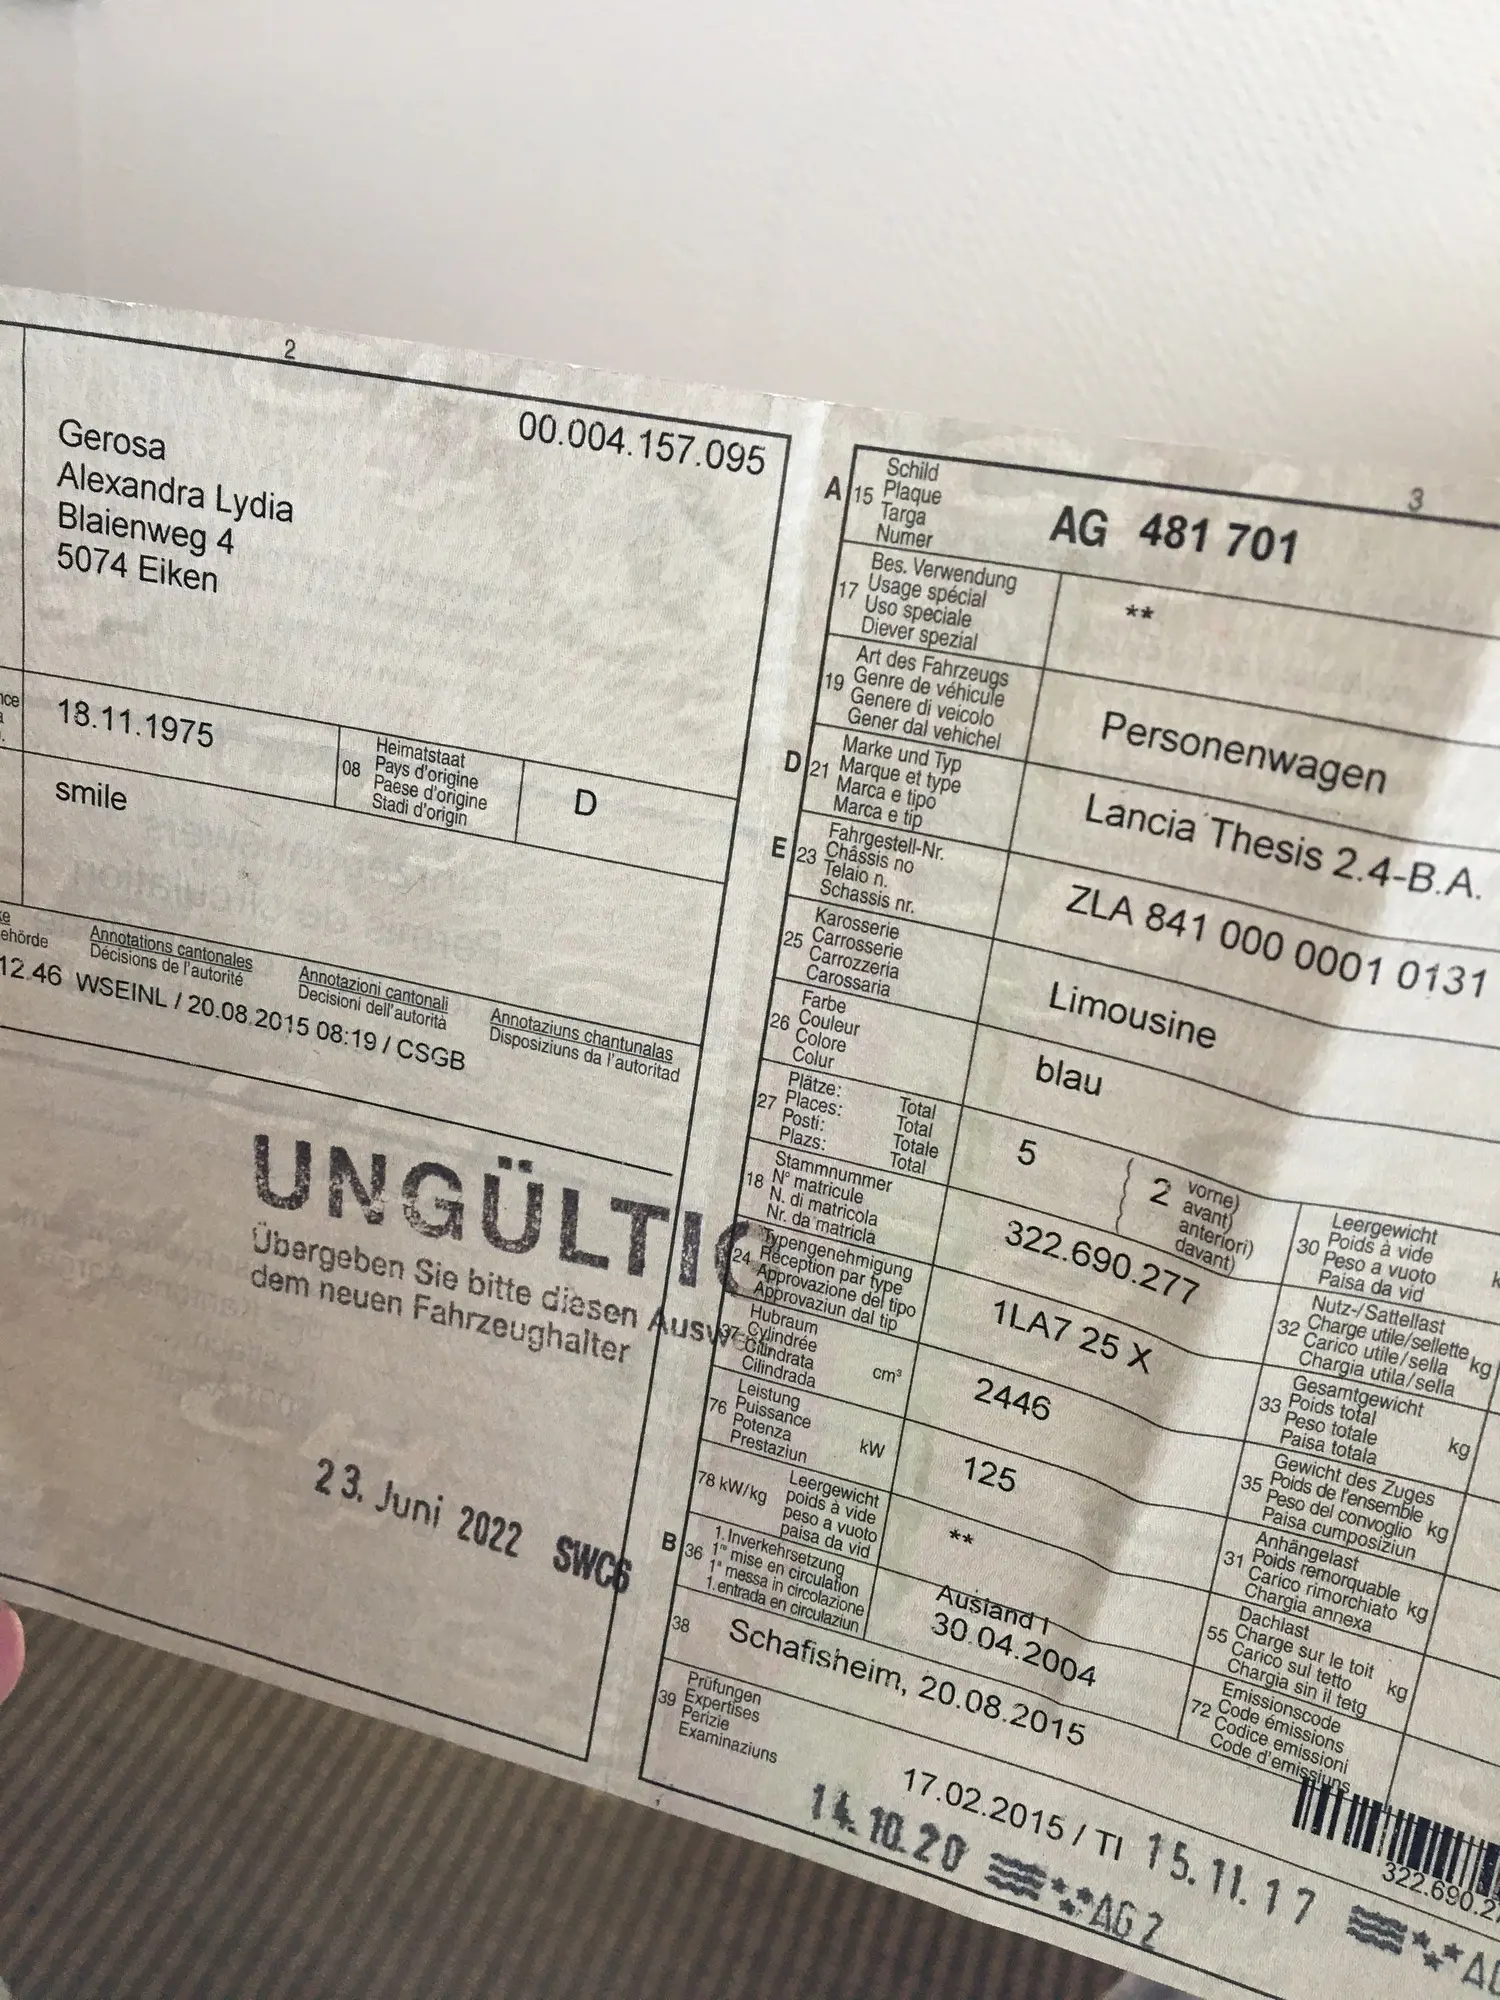 2
00.004.157.095
Gerosa
Alexandra Lydia
Blaienweg 4
5074 Eiken
18.11.1975
08
Heimatstaat
Pays d'origine
Paese d'origine
Stadi d'origin
D
smile
Annotations cantonales
Décisions de l'autorité
Annotazioni cantonali
Decisioni dell'autorità
Annotaziuns chantunalas
Disposiziuns da l'autoritad
12.46 WSEINL / 20.08.2015 08:19 / CSGB
UNGÜLTIG
Übergeben Sie bitte diesen Ausweis
dem neuen Fahrzeughalter
23. Juni 2022 SWC6
3
A
15
Schild
Plaque
Targa
Numer
AG 481 701
17
Bes. Verwendung
Usage spécial
Uso speciale
Diever spezial
**
19
Art des Fahrzeugs
Genre de véhicule
Genere di veicolo
Gener dal vehichel
Personenwagen
D
21
Marke und Typ
Marque et type
Marca e tipo
Marca e tip
Lancia Thesis 2.4-B.A.
E
23
Fahrgestell-Nr.
Châssis no
Telaio n.
Schassis nr.
ZLA 841 000 0001 0131
25
Karosserie
Carrosserie
Carrozzeria
Carossaria
Limousine
26
Farbe
Couleur
Colore
Colur
blau
27
Plätze: Total
Places: Total
Posti: Totale
Plazs: Total
5
2
vorne)
avant)
anteriori)
davant)
18
Stammnummer
N° matricule
N. di matricola
Nr. da matricla
322.690.277
24
Typengenehmigung
Réception par type
Approvazione del tipo
Approvaziun dal tip
1LA7 25 X
37
Hubraum
Cylindrée
Cilindrata
Cilindrada
cm³
2446
76
Leistung
Puissance
Potenza
Prestaziun
kW
125
78 kW/kg
Leergewicht
poids à vide
peso a vuoto
paisa da vid
**
B
36
1. Inverkehrsetzung
1re mise en circulation
1a messa in circolazione
1. entrada en circulaziun
Ausland I
30.04.2004
38
Schafisheim, 20.08.2015
39
Prüfungen
Expertises
Perizie
Examinaziuns
17.02.2015 / TI 15.11.17
14.10.20 AG 2
30
Leergewicht
Poids à vide
Peso a vuoto
Paisa da vid
32
Nutz-/Sattellast
Charge utile/sellette
Carico utile/sella
Chargia utila/sella
kg
33
Gesamtgewicht
Poids total
Peso totale
Paisa totala
kg
35
Gewicht des Zuges
Poids de l'ensemble
Peso del convoglio
Paisa cumposiziun
kg
31
Anhängelast
Poids remorquable
Carico rimorchiato
Chargia annexa
kg
55
Dachlast
Charge sur le toit
Carico sul tetto
Chargia sin il tetg
kg
72
Emissionscode
Code émissions
Codice emissioni
Code d'emissiuns